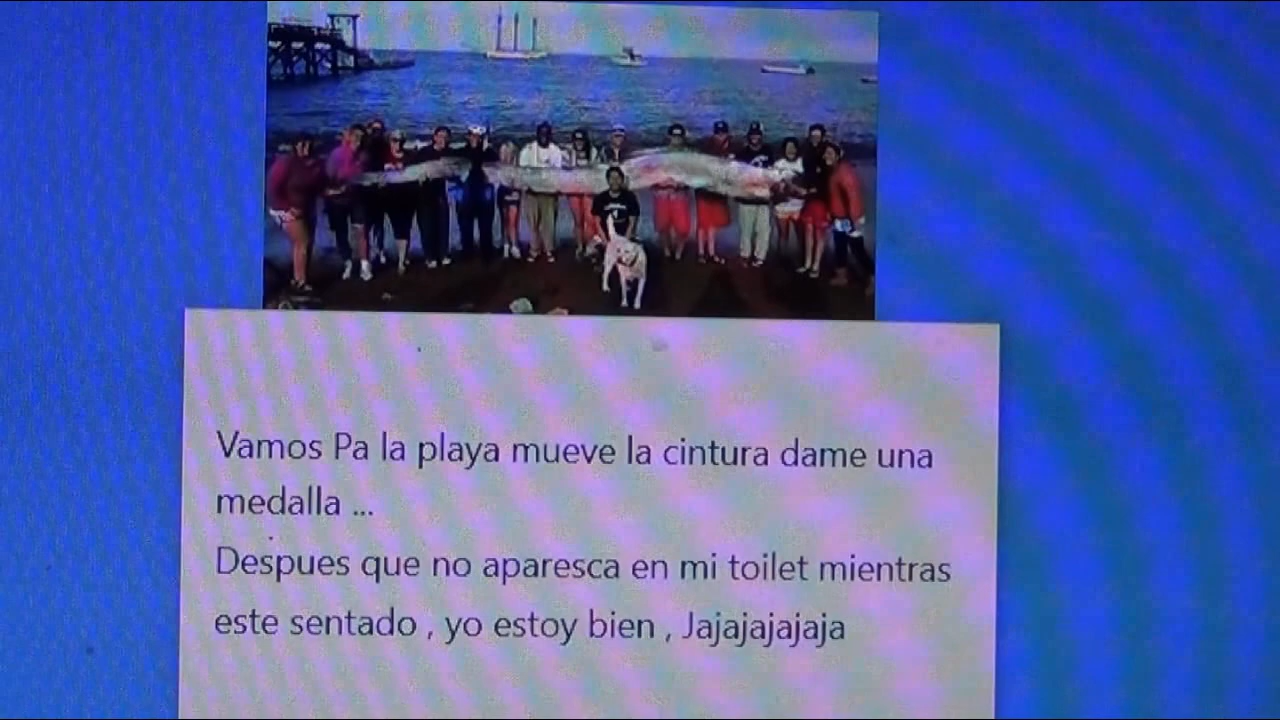 Vamos Pa la playa mueve la cintura dame una
medalla ...
Despues que no aparesca en mi toilet mientras
este sentado , yo estoy bien , Jajajajajaja